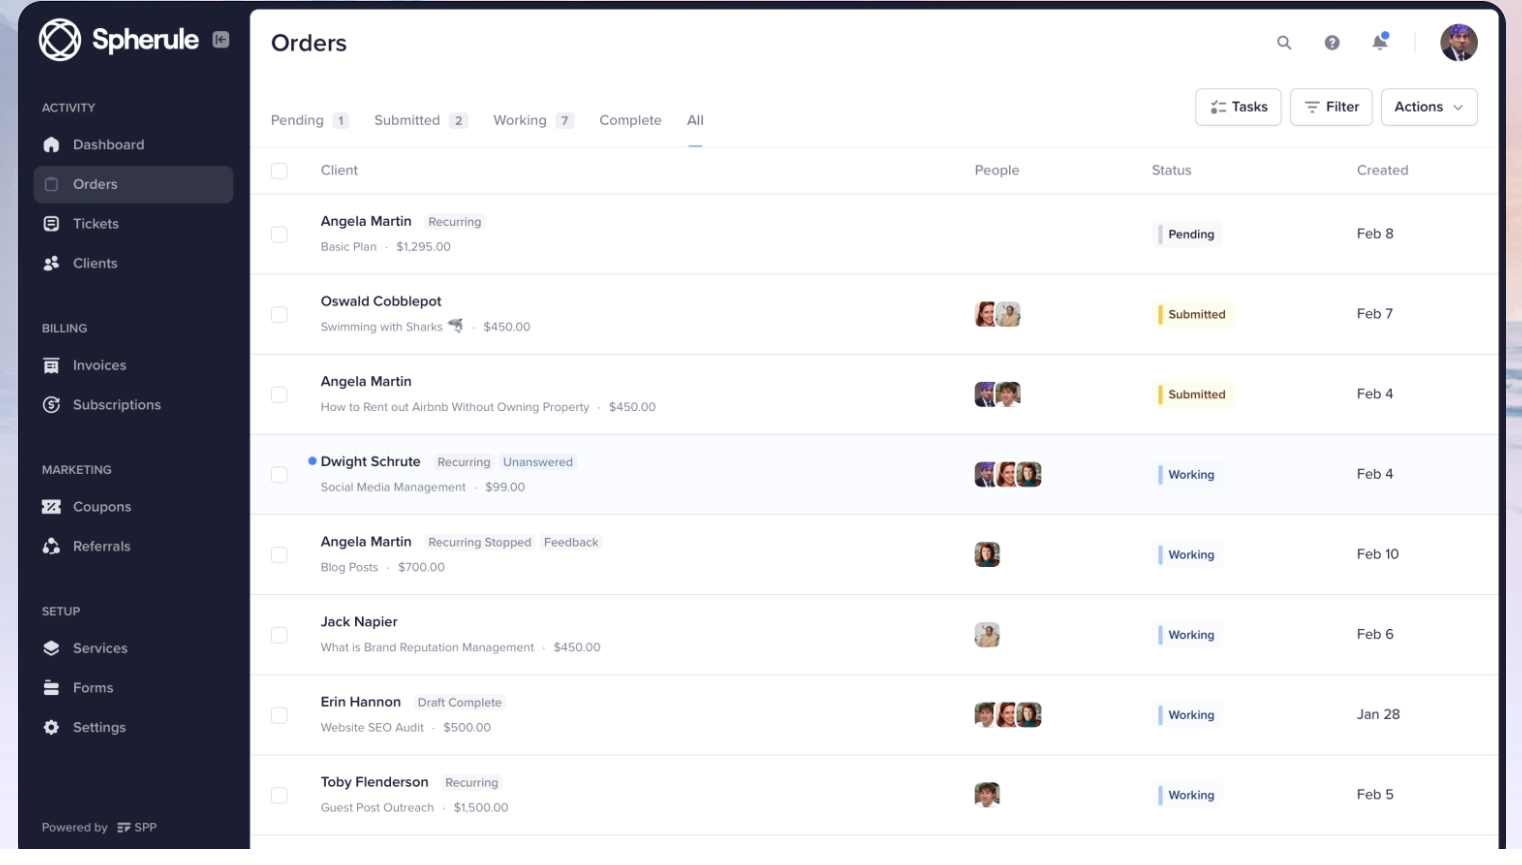 Spherule
Orders
ACTIVITY
Dashboard
Orders
Tickets
Clients
BILLING
Invoices
Subscriptions
MARKETING
Coupons
Referrals
SETUP
Services
Forms
Settings
Powered by SPP
Pending 1 Submitted 2 Working 7 Complete All
Tasks Filter Actions
Client People Status Created
Angela Martin Recurring
Basic Plan · $1,295.00
Pending Feb 8
Oswald Cobblepot
Swimming with Sharks 🦈 · $450.00
Submitted Feb 7
Angela Martin
How to Rent out Airbnb Without Owning Property · $450.00
Submitted Feb 4
Dwight Schrute Recurring Unanswered
Social Media Management · $99.00
Working Feb 4
Angela Martin Recurring Stopped Feedback
Blog Posts · $700.00
Working Feb 10
Jack Napier
What is Brand Reputation Management · $450.00
Working Feb 6
Erin Hannon Draft Complete
Website SEO Audit · $500.00
Working Jan 28
Toby Flenderson Recurring
Guest Post Outreach · $1,500.00
Working Feb 5